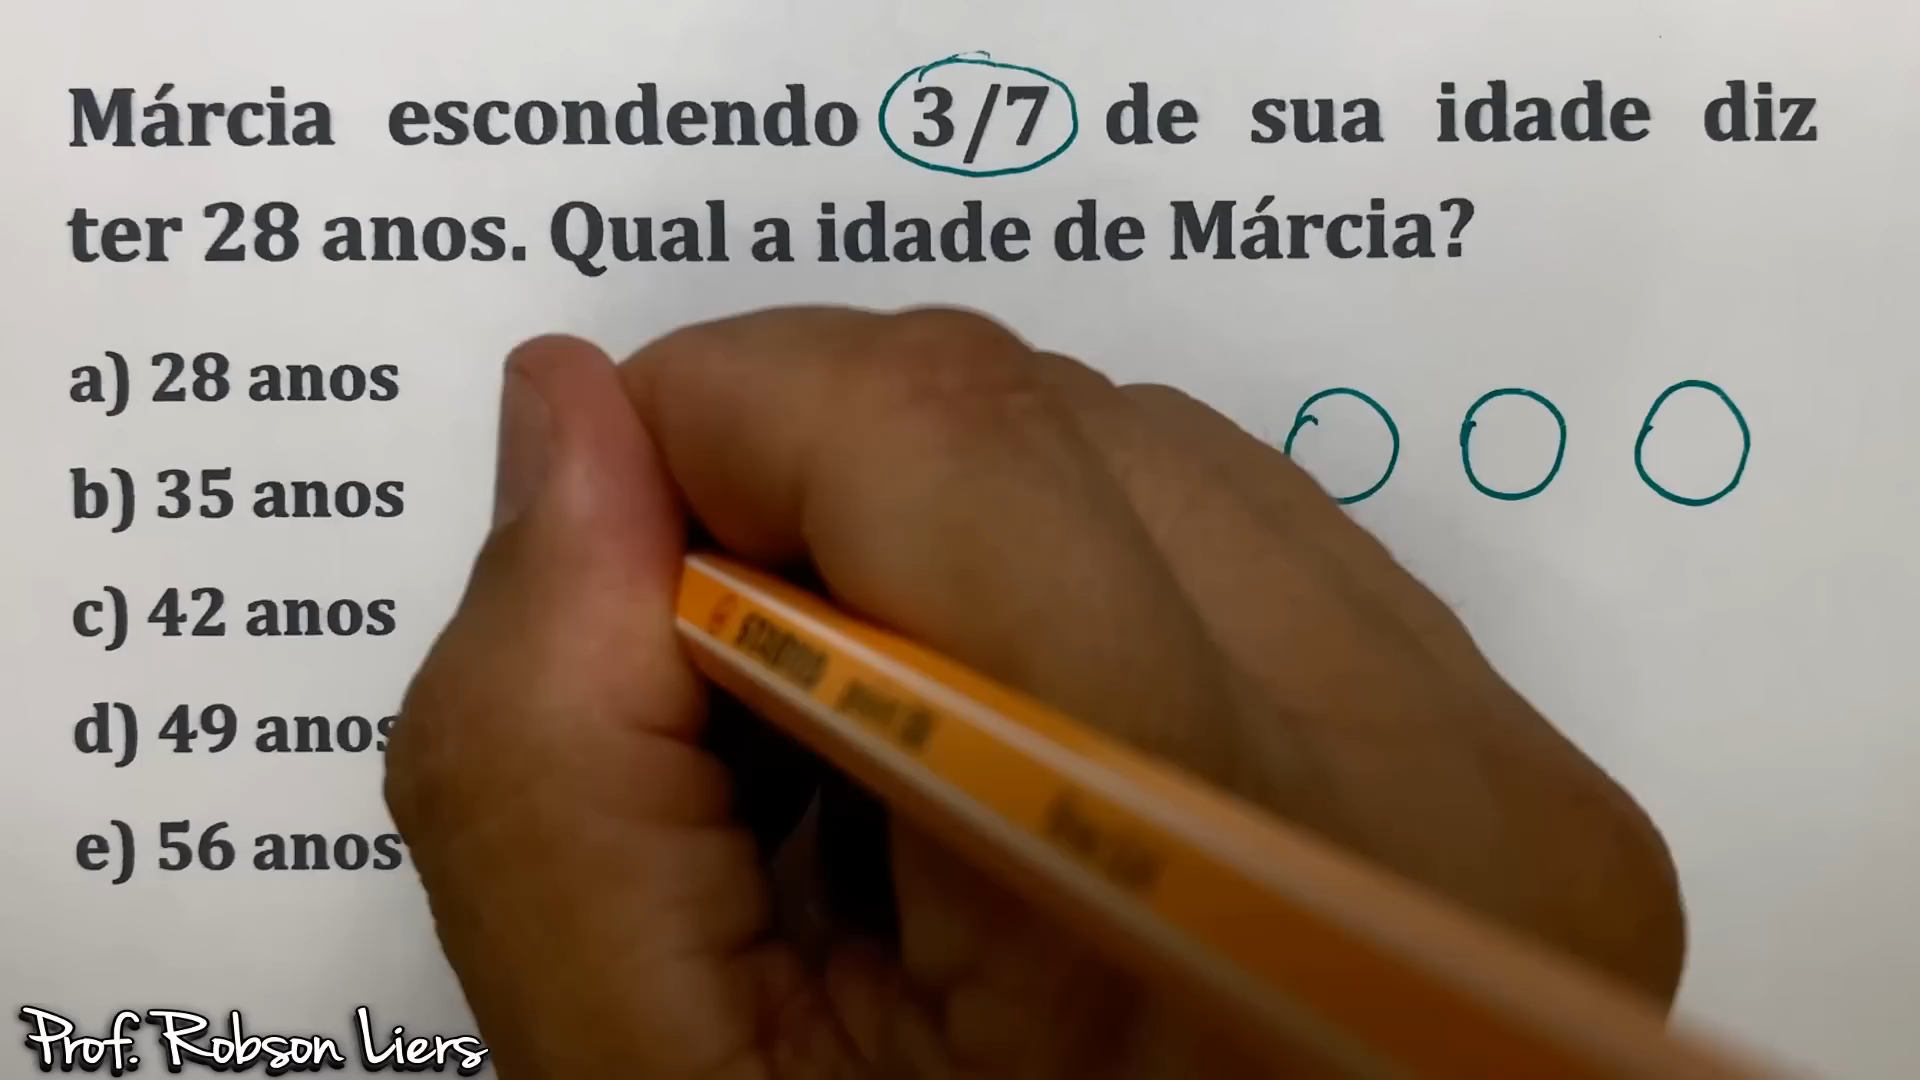 Márcia escondendo 3/7 de sua idade diz
ter 28 anos. Qual a idade de Márcia?
a) 28 anos
b) 35 anos
c) 42 anos
d) 49 anos
e) 56 anos
Prof. Robson Liers